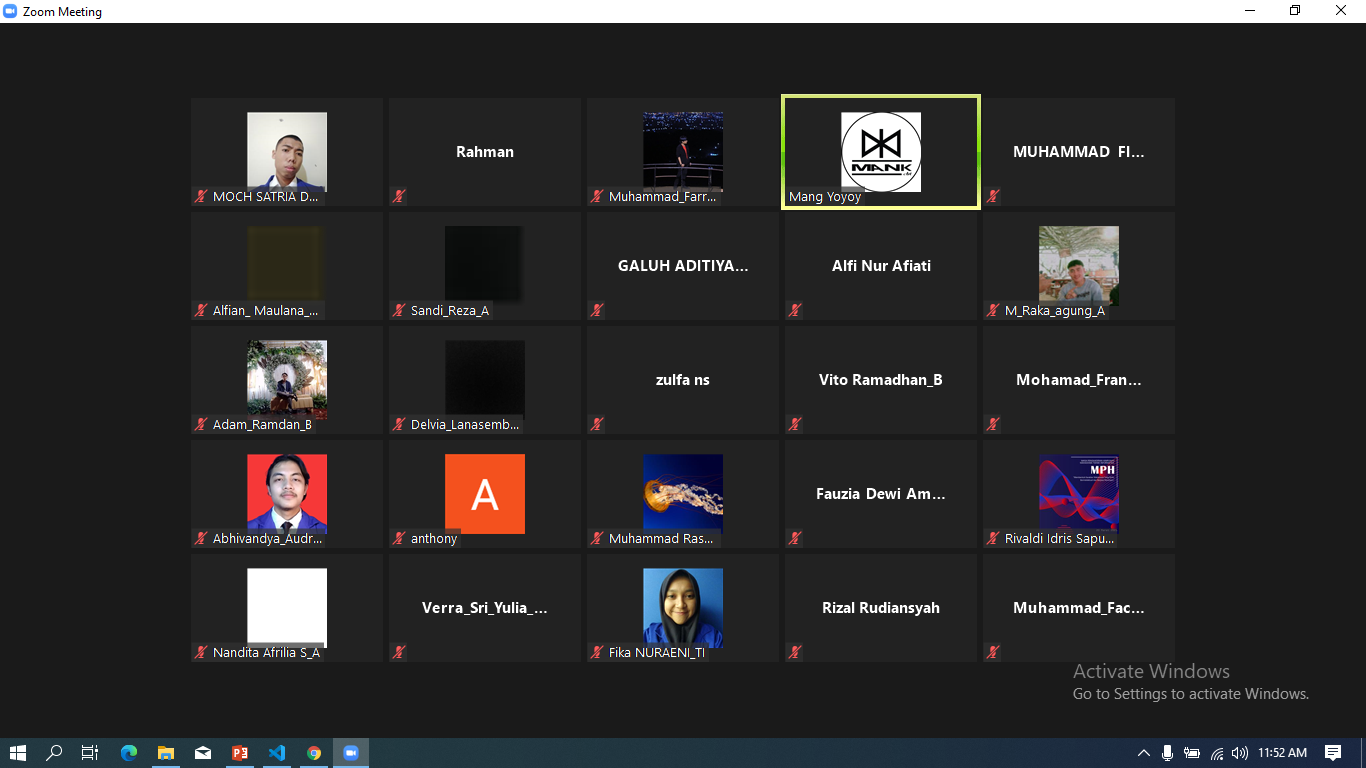 Zoom Meeting
MOCH SATRIA D...
Rahman
Muhammad_Farr...
MANK
Mang Yoyoy
MUHAMMAD FI...
Alfian_ Maulana_...
Sandi_Reza_A
GALUH ADITIYA...
Alfi Nur Afiati
M_Raka_agung_A
Adam_Ramdan_B
Delvia_Lanasemb...
zulfa ns
Vito Ramadhan_B
Mohamad_Fran...
Abhivandya_Audr...
A
anthony
Muhammad Ras...
Fauzia Dewi Am...
MPH
Rivaldi Idris Sapu...
Nandita Afrilia S_A
Verra_Sri_Yulia_...
Fika NURAENI_TI
Rizal Rudiansyah
Muhammad_Fac...
Activate Windows
Go to Settings to activate Windows.
11:52 AM